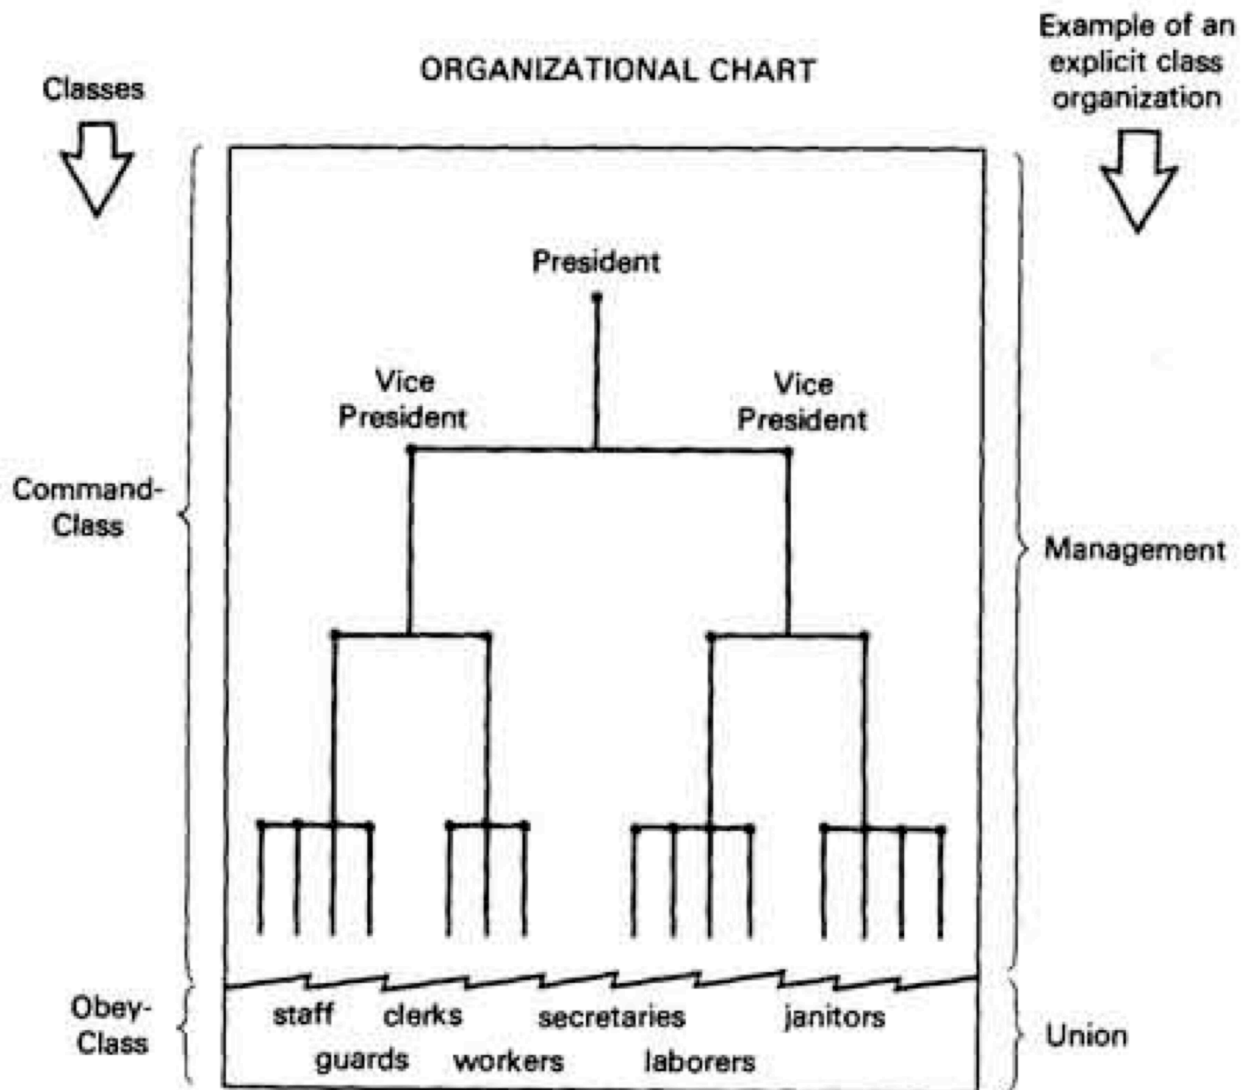 Example of an
explicit class
organization
ORGANIZATIONAL CHART
Classes
President
Vice
President
Vice
President
Command-
Class
Management
Obey-
Class
staff clerks secretaries janitors
guards workers laborers
Union